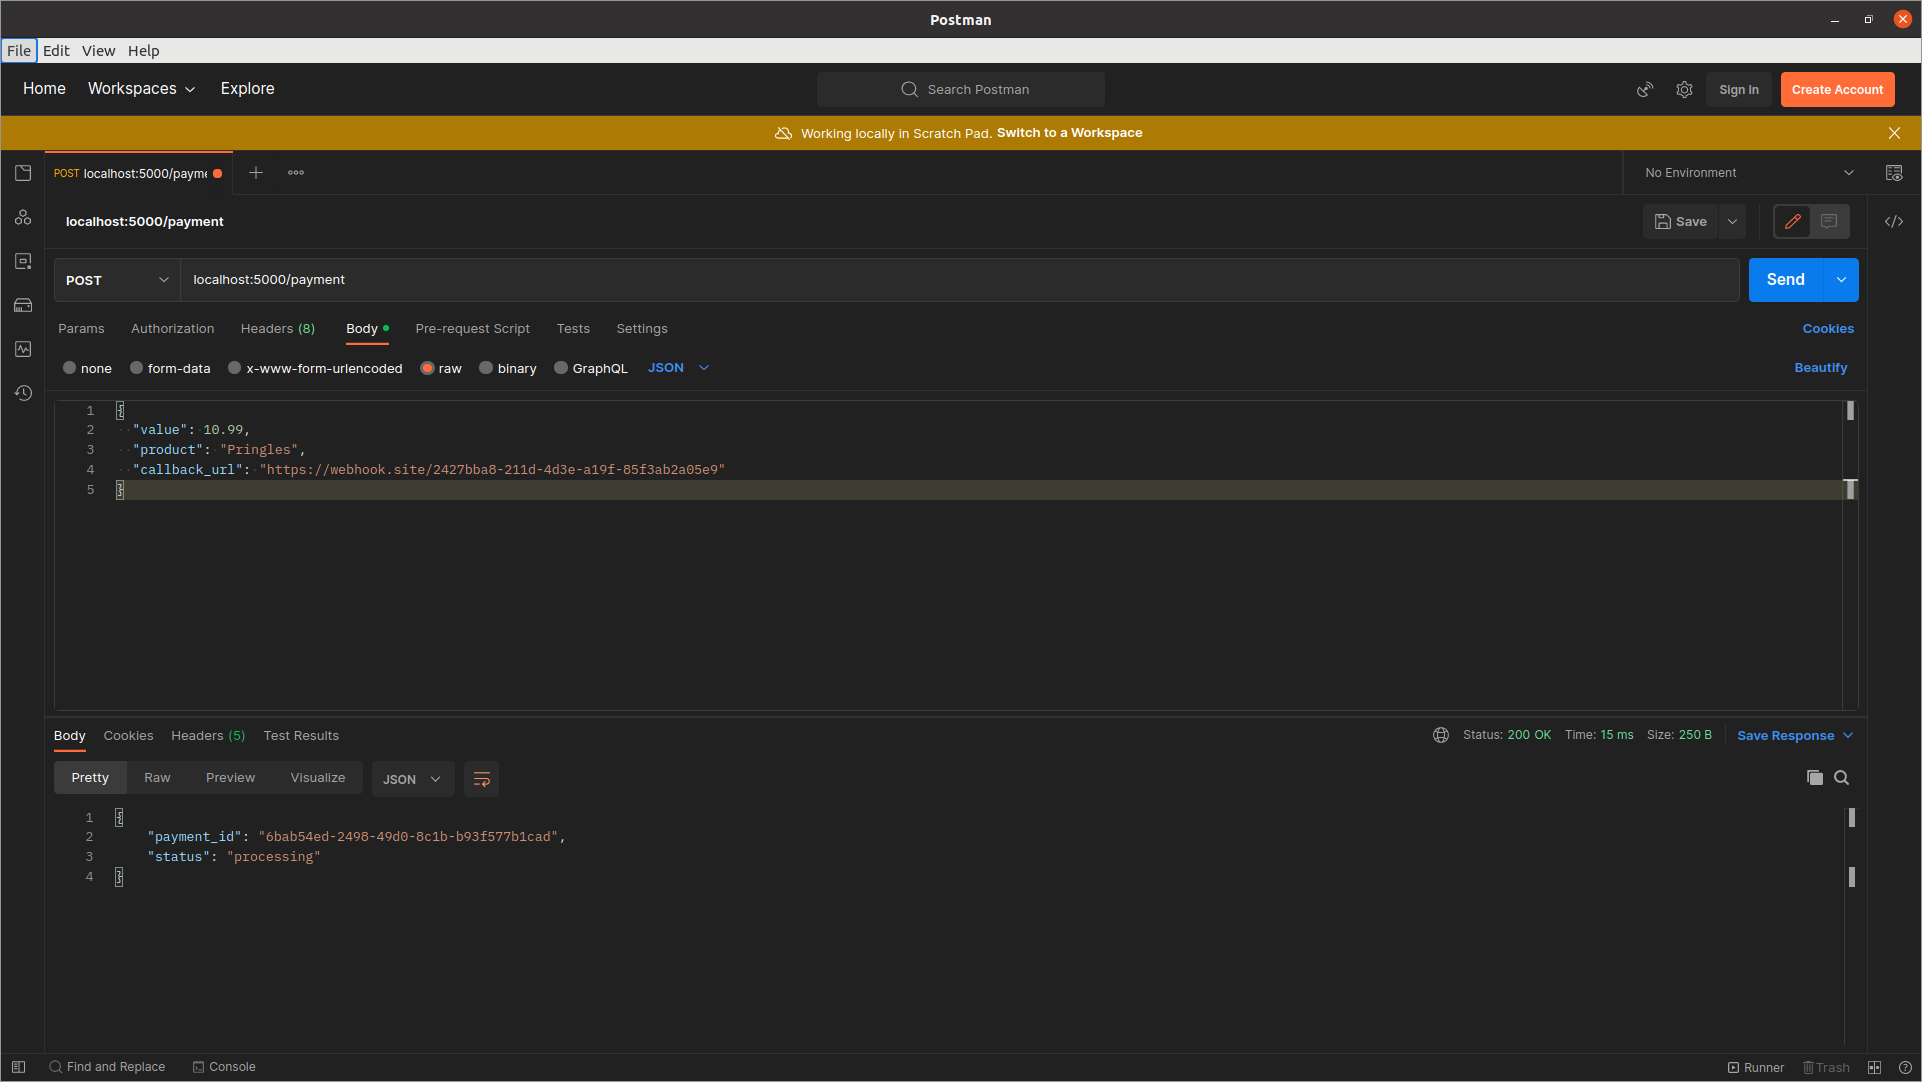 Postman
File Edit View Help
Home Workspaces Explore Search Postman Sign In Create Account
Working locally in Scratch Pad. Switch to a Workspace
POST localhost:5000/payme No Environment
localhost:5000/payment Save
POST localhost:5000/payment Send
Params Authorization Headers (8) Body Pre-request Script Tests Settings Cookies
none form-data x-www-form-urlencoded raw binary GraphQL JSON Beautify
1 {
2 "value": 10.99,
3 "product": "Pringles",
4 "callback_url": "https://webhook.site/2427bba8-211d-4d3e-a19f-85f3ab2a05e9"
5 }
Body Cookies Headers (5) Test Results Status: 200 OK Time: 15 ms Size: 250 B Save Response
Pretty Raw Preview Visualize JSON
1 {
2 "payment_id": "6bab54ed-2498-49d0-8c1b-b93f577b1cad",
3 "status": "processing"
4 }
Find and Replace Console Runner Trash